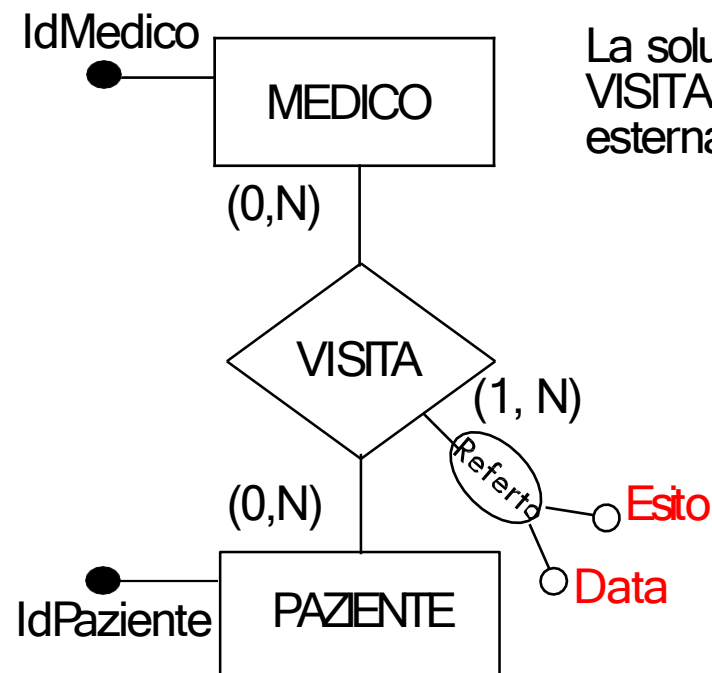 IdMedico
MEDICO
La solu
VISITA
esterna
(0,N)
VISITA
(1, N)
Referto
(0,N)
Esito
Data
IdPaziente
PAZIENTE